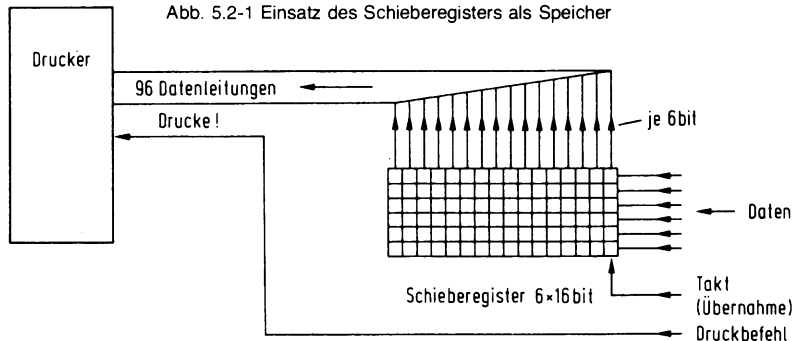 Abb. 5.2-1 Einsatz des Schieberegisters als Speicher
Drucker
96 Datenleitungen
Drucke!
je 6bit
Daten
Schieberegister 6×16bit
Takt
(Übernahme)
Druckbefehl